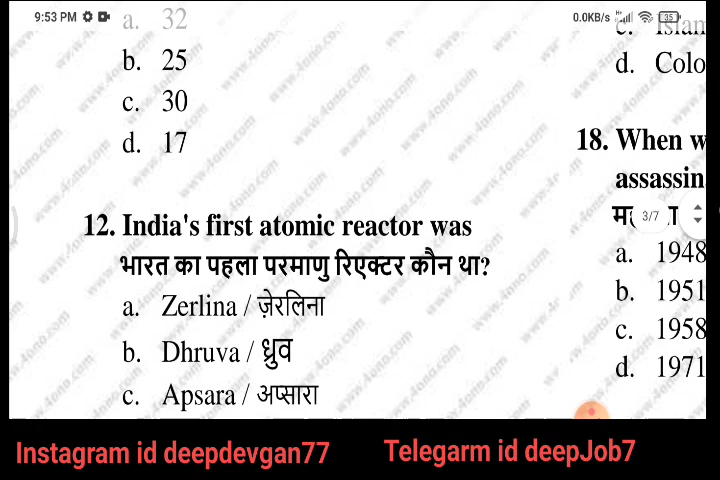 9:53 PM
0.0KB/s
35
a. 32
b. 25
c. 30
d. 17
12. India's first atomic reactor was
भारत का पहला परमाणु रिएक्टर कौन था?
a. Zerlina / ज़ेरलिना
b. Dhruva / ध्रुव
c. Apsara / अप्सारा
c. Islam
d. Colo
18. When w
assassin
3/7
a. 1948
b. 1951
c. 1958
d. 1971
Instagram id deepdevgan77
Telegarm id deepJob7